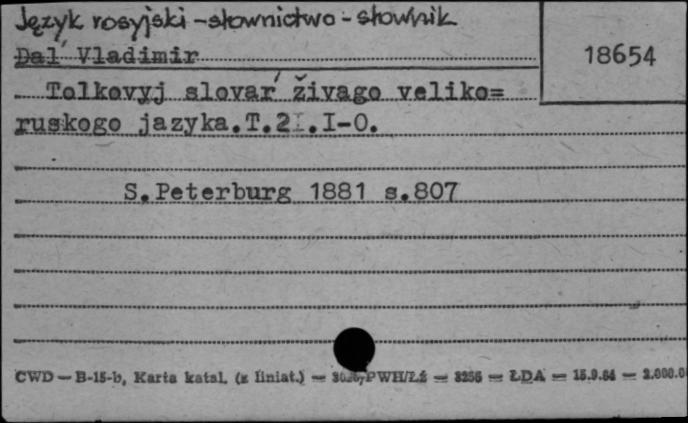 Język rosyjski - słownictwo - słownik
Dal´ Vladimir
18654
Tolkovyj slovar´ živago veliko=
ruskogo jazyka.T.2.I-O.
S.Peterburg 1881 s.807
CWD — B-15-b, Karta katal. (z liniat.) — PWH/Łż — 3256 — ŁDA — 15.9.64 — 2.000.0